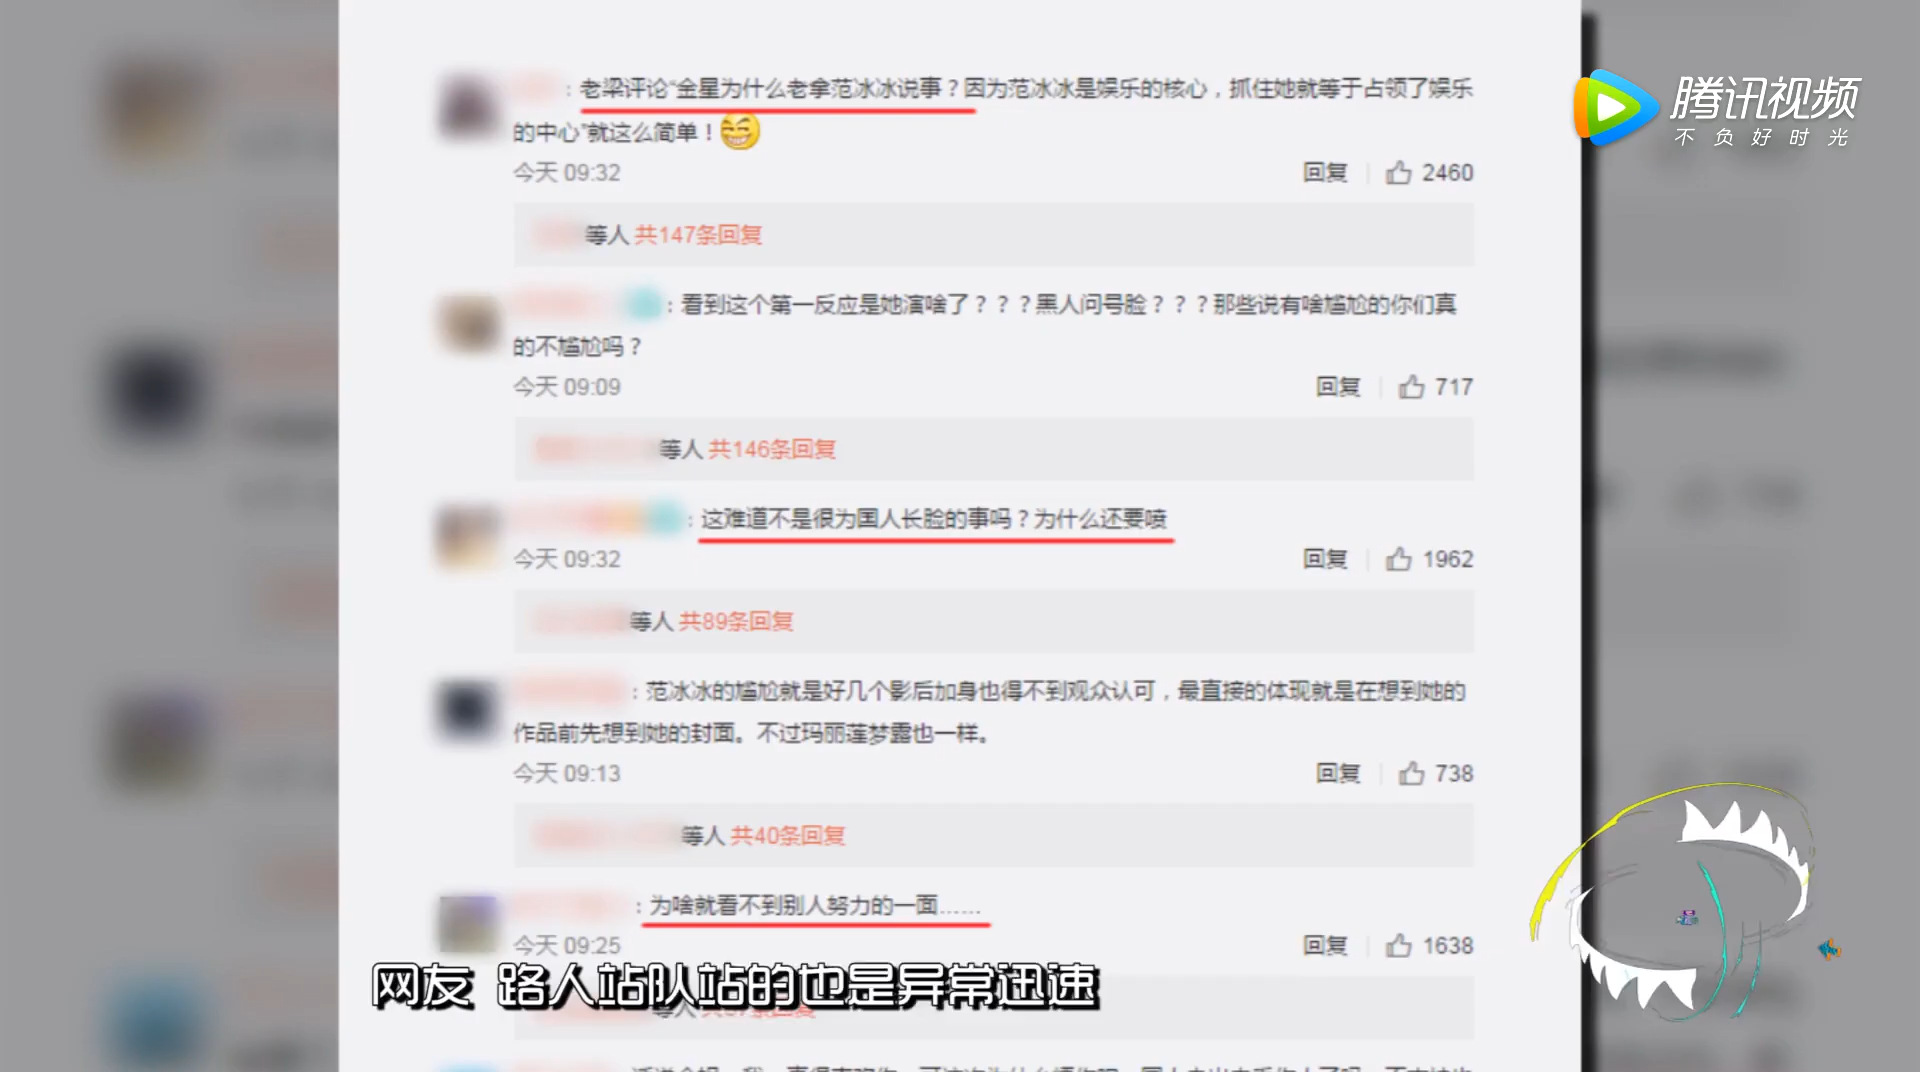 腾讯视频
不负好时光
：老梁评论“金星为什么老拿范冰冰说事？因为范冰冰是娱乐的核心，抓住她就等于占领了娱乐
的中心”就这么简单！
今天 09:32 回复 2460
等人 共147条回复
：看到这个第一反应是她演啥了？？？黑人问号脸？？？那些说有啥尴尬的你们真
的不尴尬吗？
今天 09:09 回复 717
等人 共146条回复
：这难道不是很为国人长脸的事吗？为什么还要喷
今天 09:32 回复 1962
等人 共89条回复
：范冰冰的尴尬就是好几个影后加身也得不到观众认可，最直接的体现就是在想到她的
作品前先想到她的封面。不过玛丽莲梦露也一样。
今天 09:13 回复 738
等人 共40条回复
：为啥就看不到别人努力的一面……
今天 09:25 回复 1638
网友 路人站队站的也是异常迅速